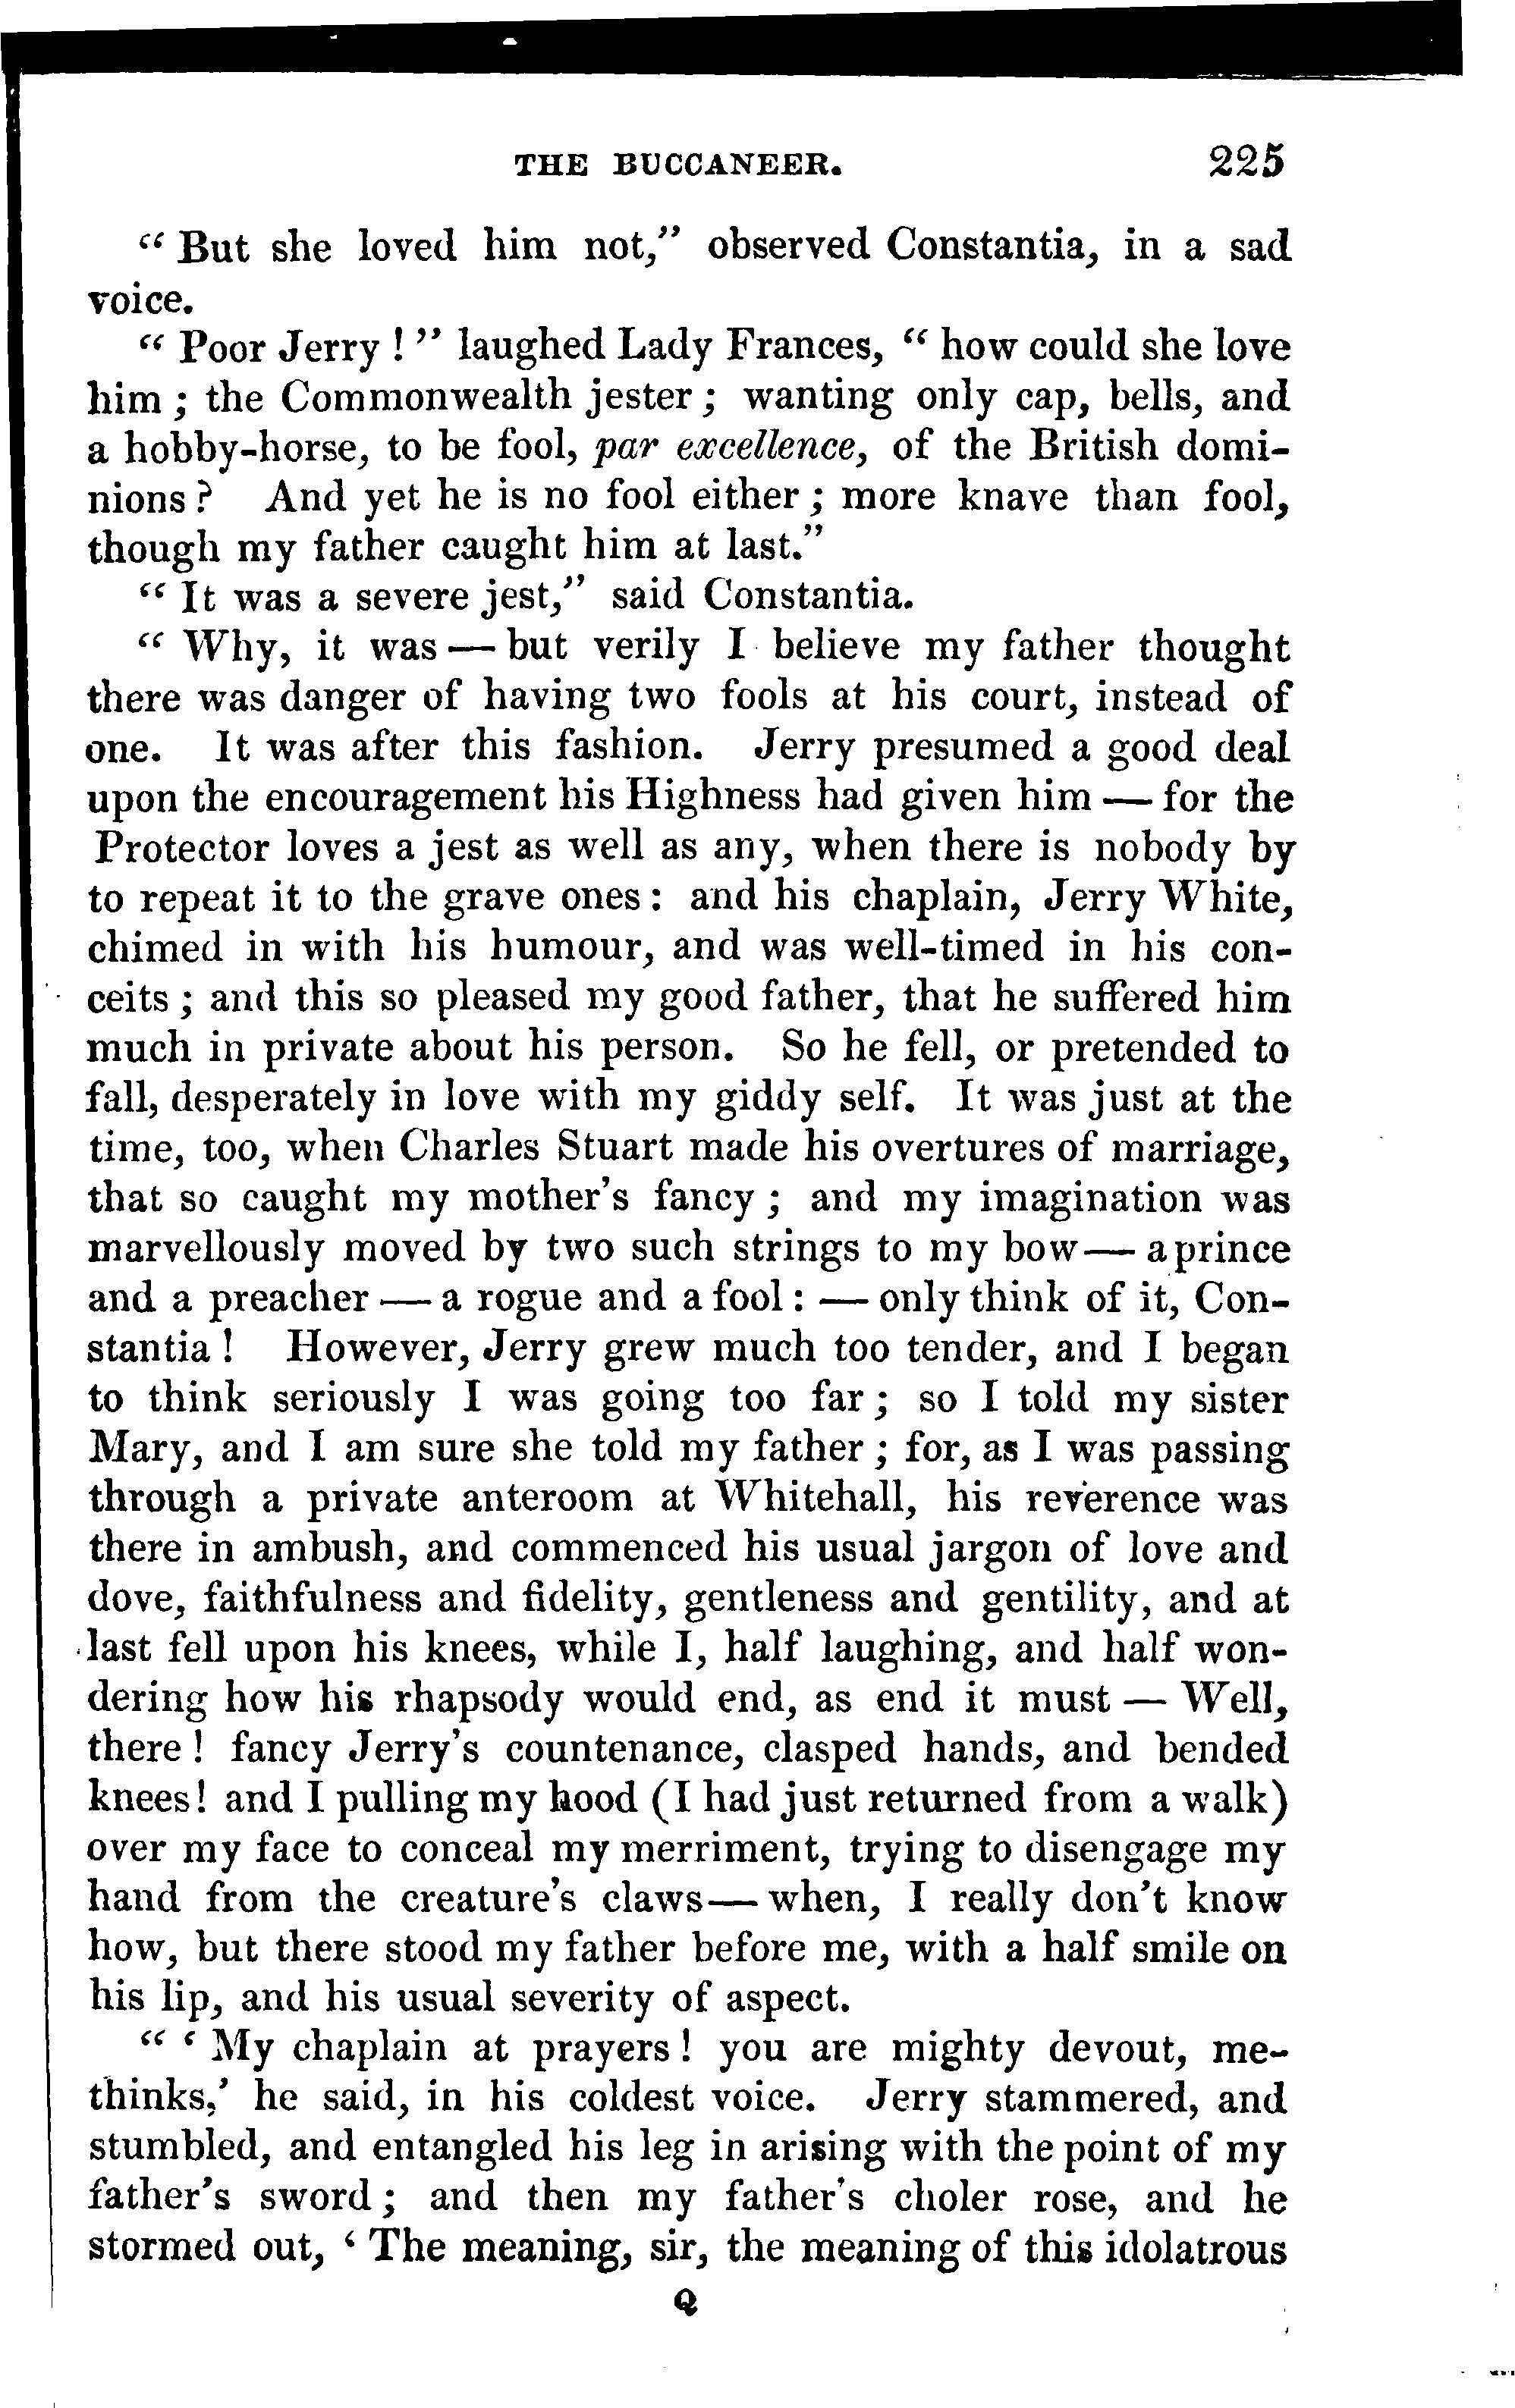 THE BUCCANEER. 225
“ But she loved him not,” observed Constantia, in a sad
voice.
“ Poor Jerry ! ” laughed Lady Frances, “ how could she love
him ; the Commonwealth jester ; wanting only cap, bells, and
a hobby-horse, to be fool, par excellence, of the British domi-
nions ? And yet he is no fool either ; more knave than fool,
though my father caught him at last.”
“ It was a severe jest,” said Constantia.
“ Why, it was — but verily I believe my father thought
there was danger of having two fools at his court, instead of
one. It was after this fashion. Jerry presumed a good deal
upon the encouragement his Highness had given him — for the
Protector loves a jest as well as any, when there is nobody by
to repeat it to the grave ones : and his chaplain, Jerry White,
chimed in with his humour, and was well-timed in his con-
ceits ; and this so pleased my good father, that he suffered him
much in private about his person. So he fell, or pretended to
fall, desperately in love with my giddy self. It was just at the
time, too, when Charles Stuart made his overtures of marriage,
that so caught my mother's fancy ; and my imagination was
marvellously moved by two such strings to my bow — a prince
and a preacher — a rogue and a fool : — only think of it, Con-
stantia ! However, Jerry grew much too tender, and I began
to think seriously I was going too far ; so I told my sister
Mary, and I am sure she told my father ; for, as I was passing
through a private anteroom at Whitehall, his reverence was
there in ambush, and commenced his usual jargon of love and
dove, faithfulness and fidelity, gentleness and gentility, and at
last fell upon his knees, while I, half laughing, and half won-
dering how his rhapsody would end, as end it must — Well,
there ! fancy Jerry's countenance, clasped hands, and bended
knees! and I pulling my hood (I had just returned from a walk)
over my face to conceal my merriment, trying to disengage my
hand from the creature's claws — when, I really don't know
how, but there stood my father before me, with a half smile on
his lip, and his usual severity of aspect.
“ ‘ My chaplain at prayers ! you are mighty devout, me-
thinks,’ he said, in his coldest voice. Jerry stammered, and
stumbled, and entangled his leg in arising with the point of my
father's sword ; and then my father's choler rose, and he
stormed out, ‘ The meaning, sir, the meaning of this idolatrous
Q